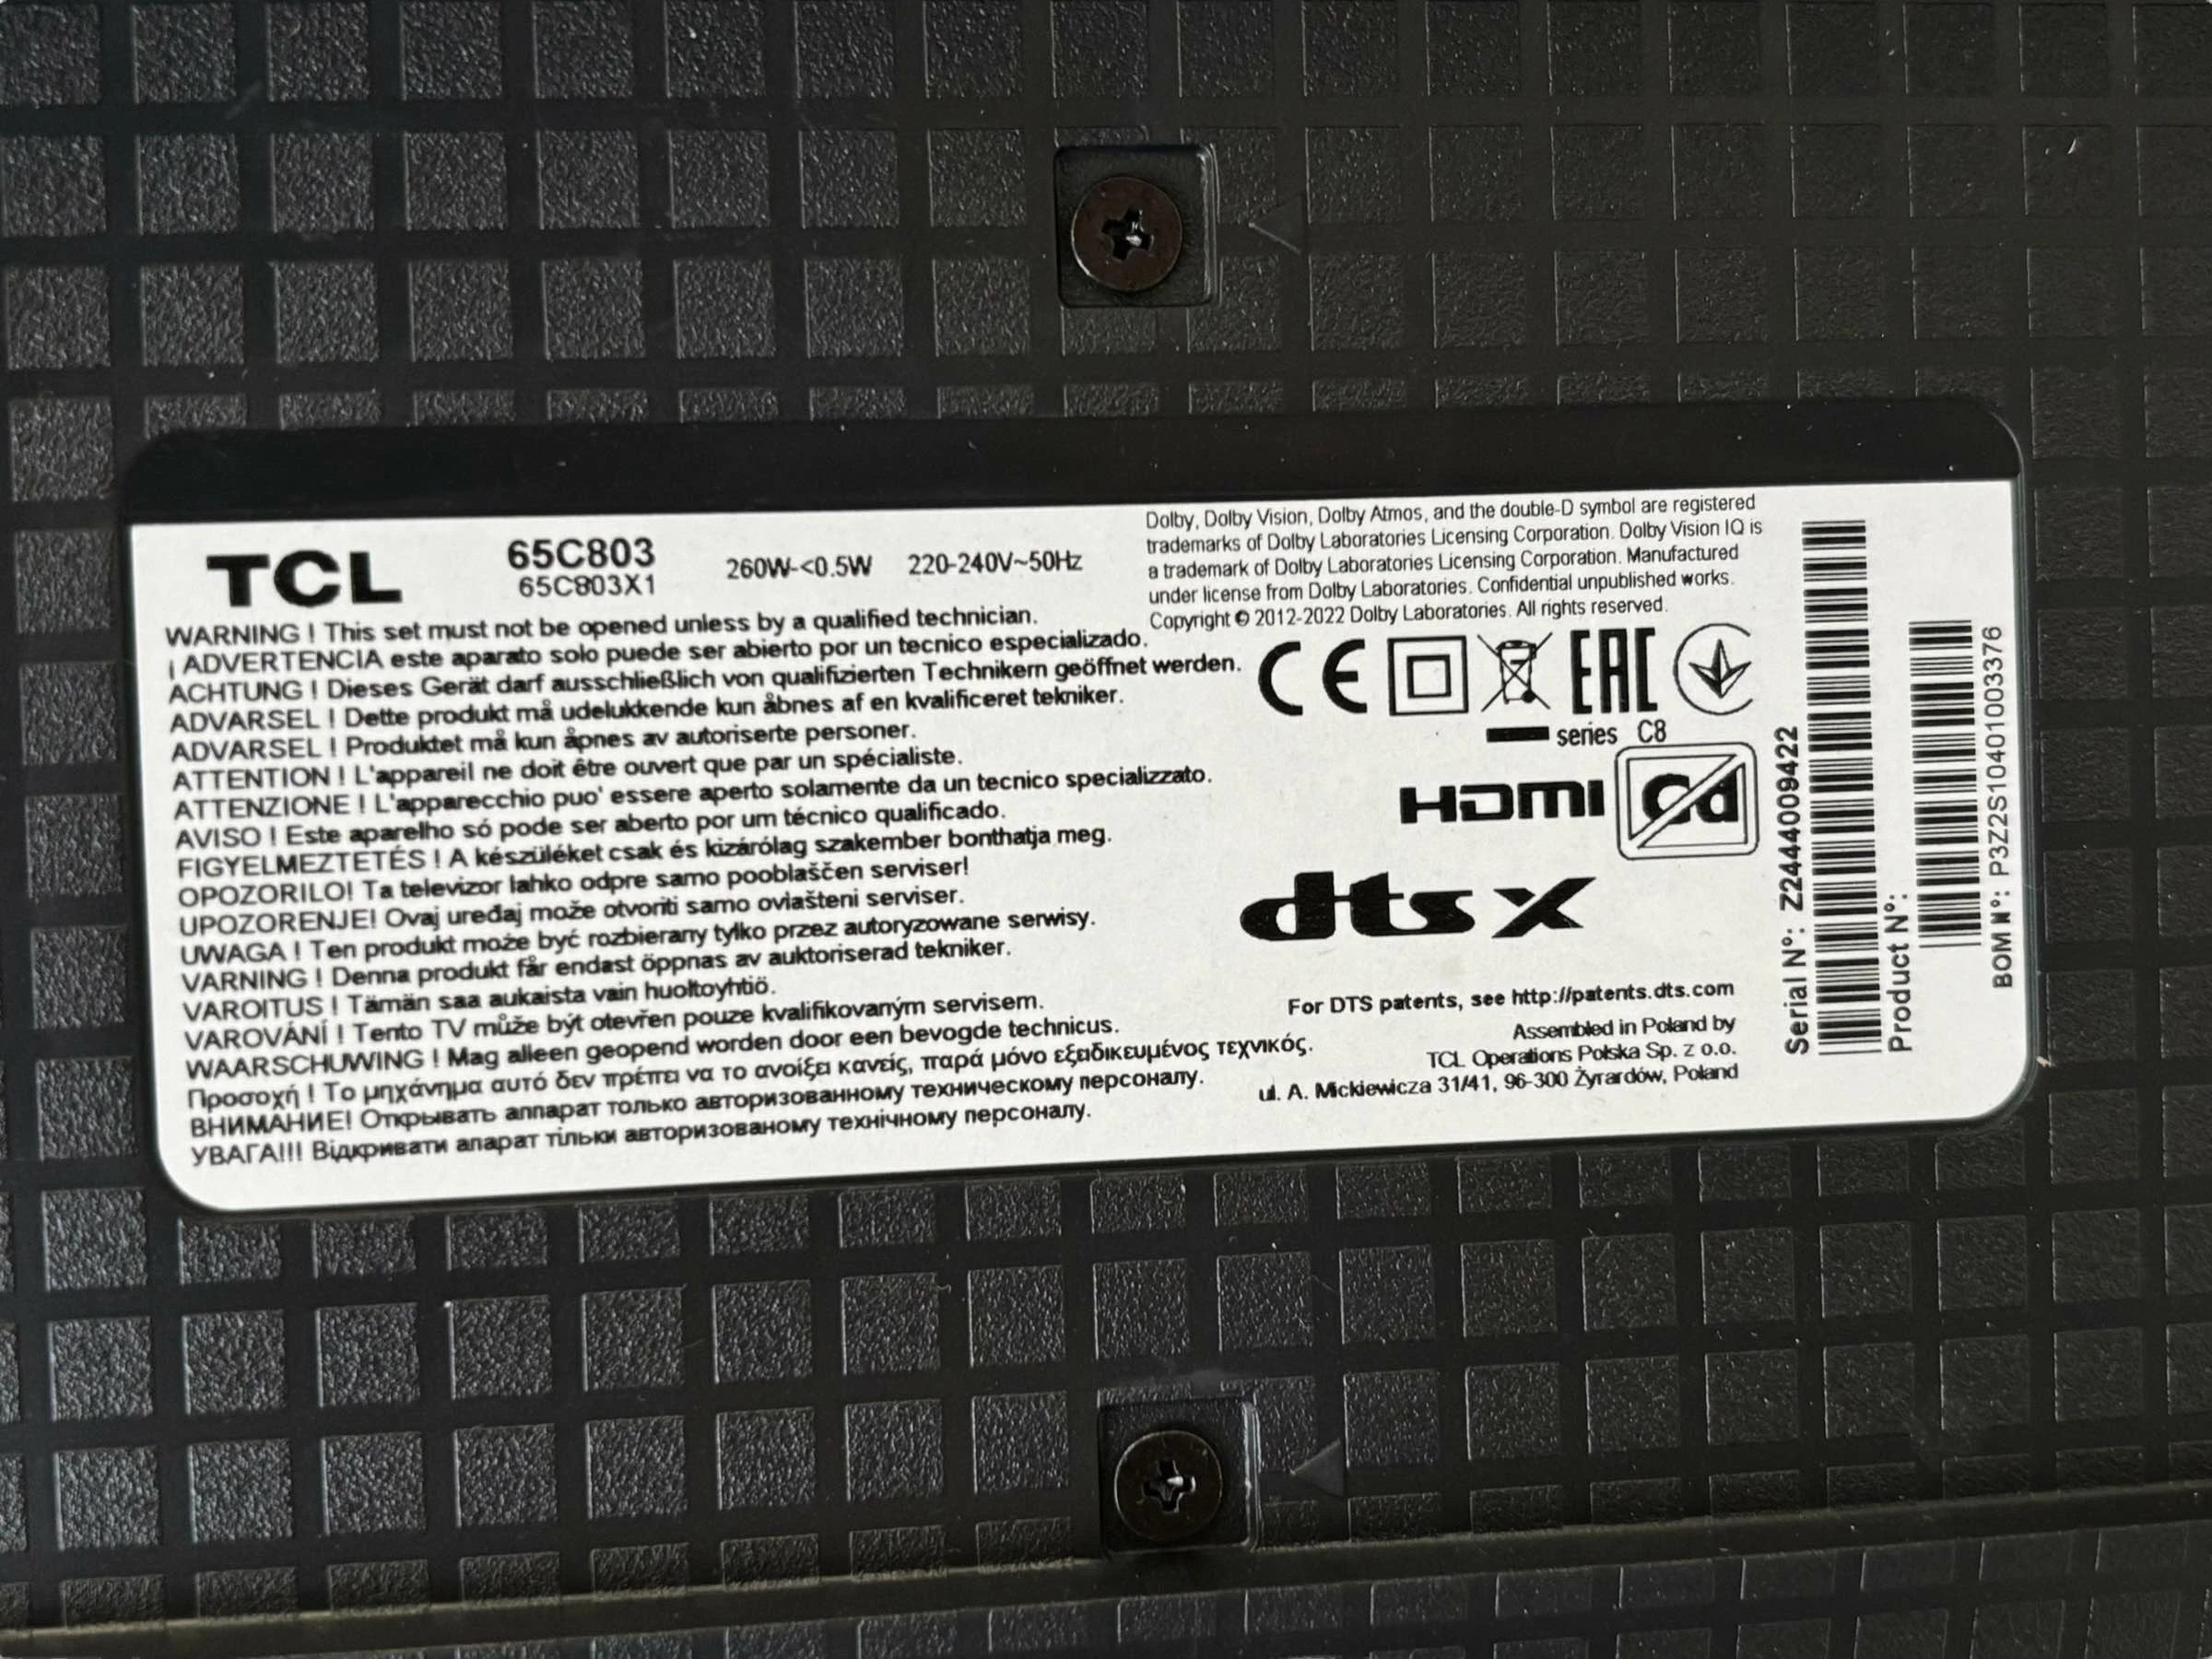 TCL
65C803
65C803X1
260W-<0.5W 220-240V~50Hz
WARNING ! This set must not be opened unless by a qualified technician.
¡ ADVERTENCIA este aparato solo puede ser abierto por un tecnico especializado.
ACHTUNG ! Dieses Gerät darf ausschließlich von qualifizierten Technikern geöffnet werden.
ADVARSEL ! Dette produkt må udelukkende kun åbnes af en kvalificeret tekniker.
ADVARSEL ! Produktet må kun åpnes av autoriserte personer.
ATTENTION ! L'appareil ne doit être ouvert que par un spécialiste.
ATTENZIONE ! L'apparecchio puo' essere aperto solamente da un tecnico specializzato.
AVISO ! Este aparelho só pode ser aberto por um técnico qualificado.
FIGYELMEZTETÉS ! A készüléket csak és kizárólag szakember bonthatja meg.
OPOZORILO! Ta televizor lahko odpre samo pooblaščen serviser!
UPOZORENJE! Ovaj uređaj može otvoriti samo ovlašteni serviser.
UWAGA ! Ten produkt może być rozbierany tylko przez autoryzowane serwisy.
VARNING ! Denna produkt får endast öppnas av auktoriserad tekniker.
VAROITUS ! Tämän saa aukaista vain huoltoyhtiö.
VAROVÁNÍ ! Tento TV může být otevřen pouze kvalifikovaným servisem.
WAARSCHUWING ! Mag alleen geopend worden door een bevogde technicus.
Προσοχή ! Το μηχάνημα αυτό δεν πρέπει να το ανοίξει κανείς, παρά μόνο εξειδικευμένος τεχνικός.
ВНИМАНИЕ! Открывать аппарат только авторизованному техническому персоналу.
УВАГА!!! Відкривати апарат тільки авторизованому технічному персоналу.
Dolby, Dolby Vision, Dolby Atmos, and the double-D symbol are registered
trademarks of Dolby Laboratories Licensing Corporation. Dolby Vision IQ is
a trademark of Dolby Laboratories Licensing Corporation. Manufactured
under license from Dolby Laboratories. Confidential unpublished works.
Copyright © 2012-2022 Dolby Laboratories. All rights reserved.
CE EAC
series C8
HDMI
dts x
For DTS patents, see http://patents.dts.com
Assembled in Poland by
TCL Operations Polska Sp. z o.o.
ul. A. Mickiewicza 31/41, 96-300 Żyrardów, Poland
Serial N°: Z2444009422
Product N°:
BOM N°: P3Z2S10401003376